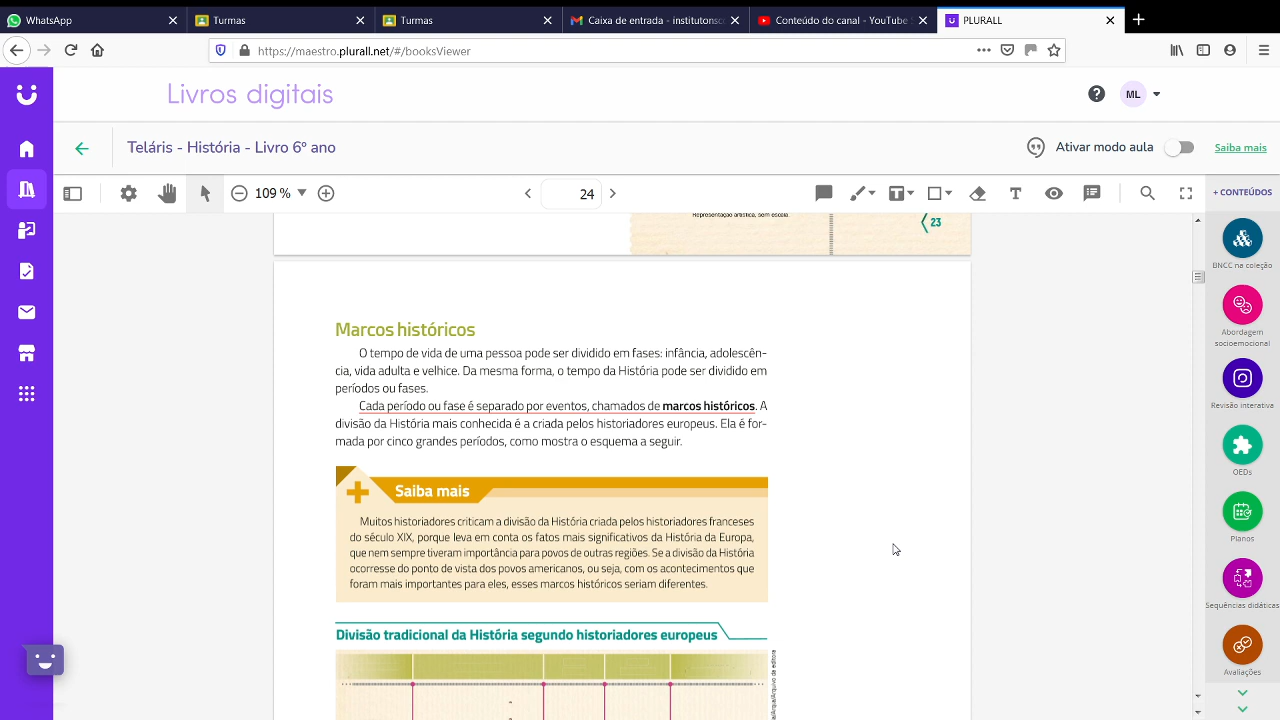 WhatsApp
Turmas
Turmas
Caixa de entrada - institutonsc
Conteúdo do canal - YouTube
PLURALL
https://maestro.plurall.net/#/booksViewer
Livros digitais
ML
Teláris - História - Livro 6º ano
Ativar modo aula
Saiba mais
109 %
24
+ CONTEÚDOS
Representação artística, sem escala.
23
BNCC na coleção
Abordagem
socioemocional
Revisão interativa
OEDs
Planos
Sequências didáticas
Avaliações
Marcos históricos
O tempo de vida de uma pessoa pode ser dividido em fases: infância, adolescên-
cia, vida adulta e velhice. Da mesma forma, o tempo da História pode ser dividido em
períodos ou fases.
Cada período ou fase é separado por eventos, chamados de marcos históricos. A
divisão da História mais conhecida é a criada pelos historiadores europeus. Ela é for-
mada por cinco grandes períodos, como mostra o esquema a seguir.
Saiba mais
Muitos historiadores criticam a divisão da História criada pelos historiadores franceses
do século XIX, porque leva em conta os fatos mais significativos da História da Europa,
que nem sempre tiveram importância para povos de outras regiões. Se a divisão da História
ocorresse do ponto de vista dos povos americanos, ou seja, com os acontecimentos que
foram mais importantes para eles, esses marcos históricos seriam diferentes.
Divisão tradicional da História segundo historiadores europeus
/Arquivo da editora